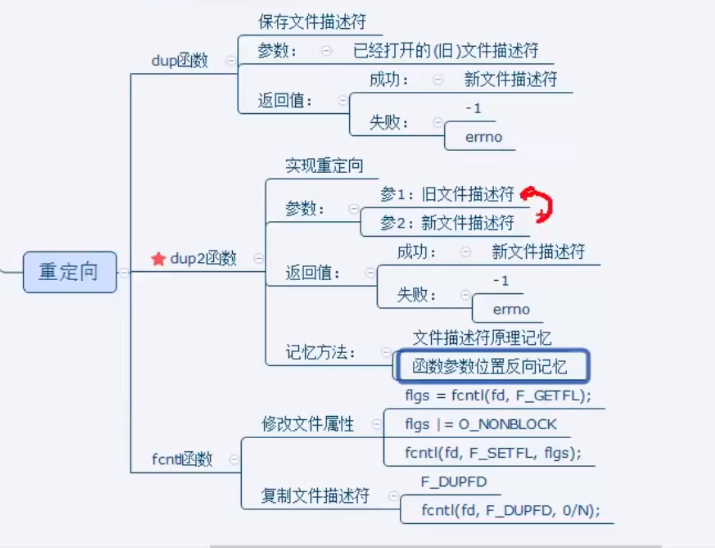 重定向
dup函数
保存文件描述符
参数：
已经打开的(旧)文件描述符
返回值：
成功：
新文件描述符
失败：
-1
errno
dup2函数
实现重定向
参数：
参1：旧文件描述符
参2：新文件描述符
返回值：
成功：
新文件描述符
失败：
-1
errno
记忆方法：
文件描述符原理记忆
函数参数位置反向记忆
fcntl函数
修改文件属性
flgs = fcntl(fd, F_GETFL);
flgs |= O_NONBLOCK
fcntl(fd, F_SETFL, flgs);
复制文件描述符
F_DUPFD
fcntl(fd, F_DUPFD, 0/N);